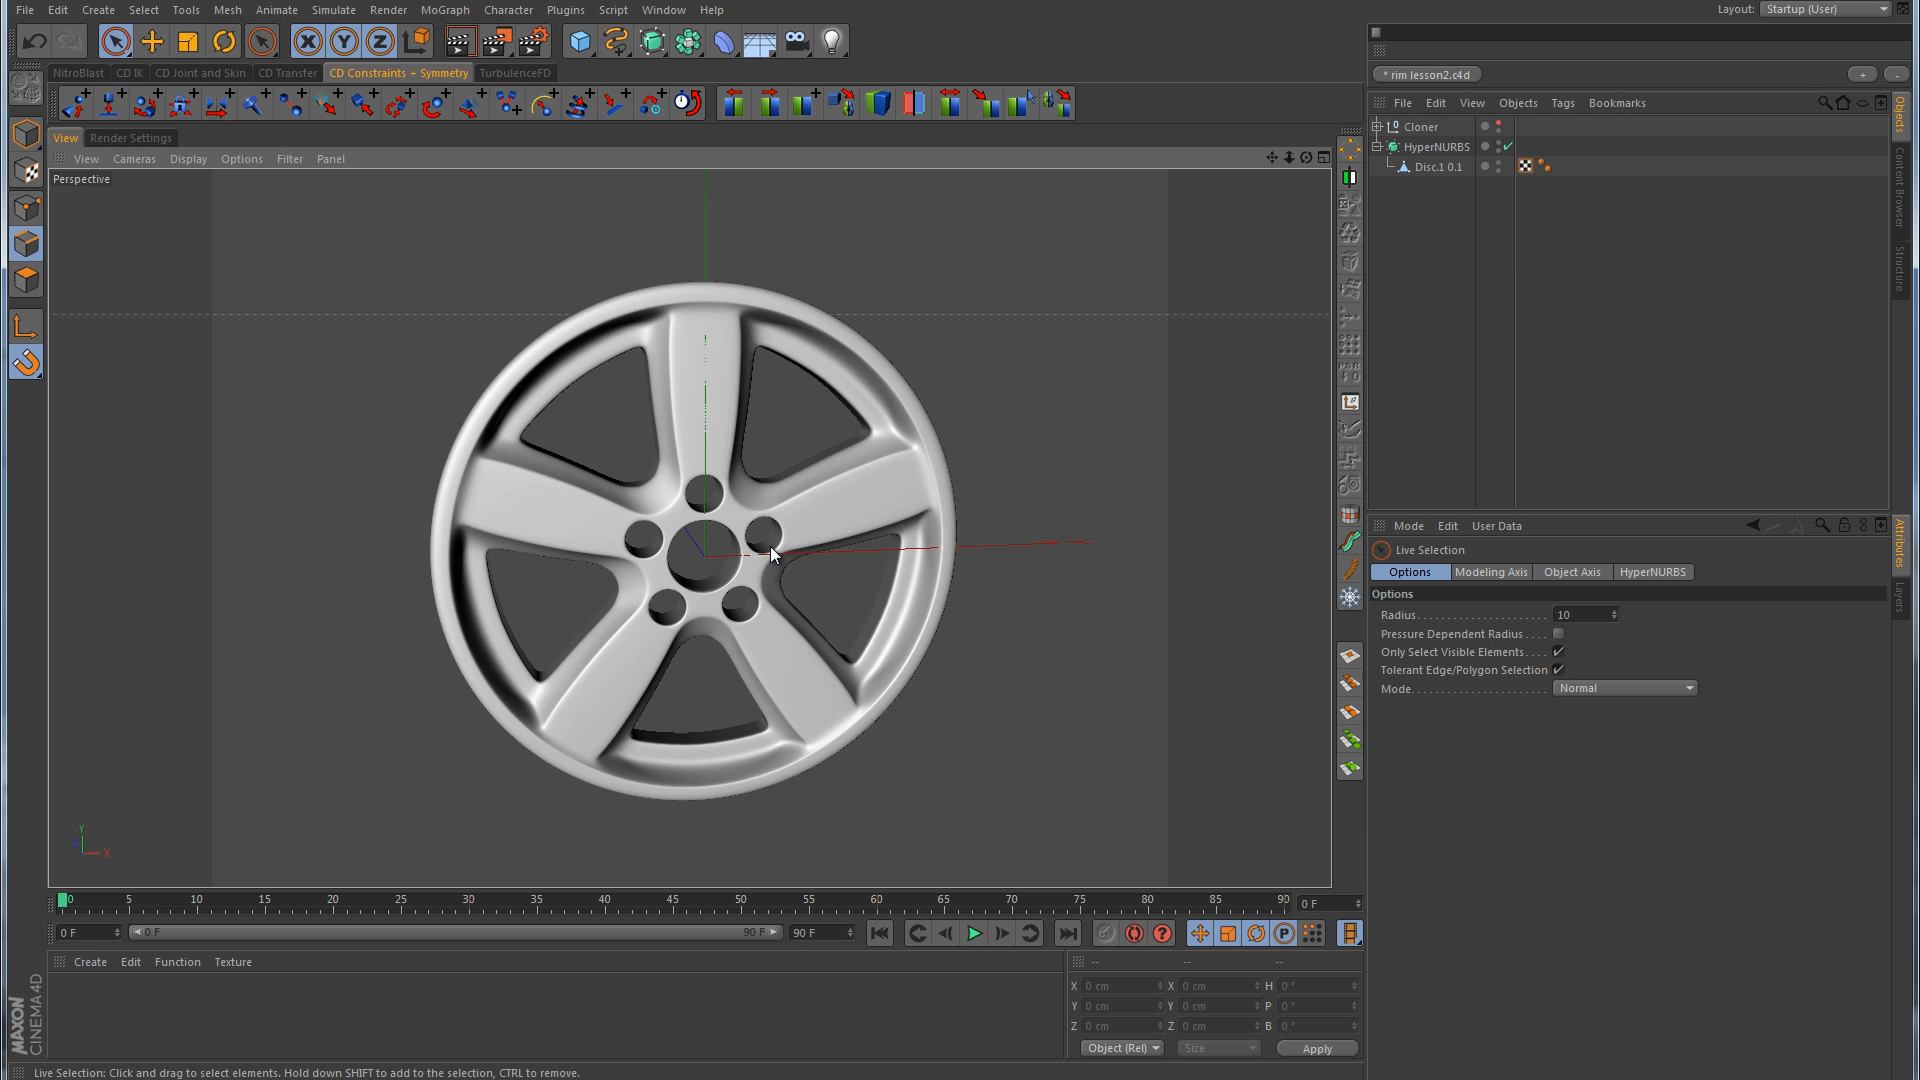 File Edit Create Select Tools Mesh Animate Simulate Render MoGraph Character Plugins Script Window Help
Layout: Startup (User)
* rim lesson2.c4d
+ -
NitroBlast CD IK CD Joint and Skin CD Transfer CD Constraints + Symmetry TurbulenceFD
File Edit View Objects Tags Bookmarks
Objects
Content Browser
Structure
View Render Settings
View Cameras Display Options Filter Panel
Perspective
Cloner
HyperNURBS
Disc.1 0.1
PSR
Y
X
Mode Edit User Data
Attributes
Layers
Live Selection
Options Modeling Axis Object Axis HyperNURBS
Options
Radius 10
Pressure Dependent Radius
Only Select Visible Elements
Tolerant Edge/Polygon Selection
Mode Normal
0 5 10 15 20 25 30 35 40 45 50 55 60 65 70 75 80 85 90
0 F
0 F 0 F 90 F 90 F
Create Edit Function Texture
-- -- --
X 0 cm X 0 cm H 0 °
Y 0 cm Y 0 cm P 0 °
Z 0 cm Z 0 cm B 0 °
Object (Rel) Size Apply
MAXON
CINEMA 4D
Live Selection: Click and drag to select elements. Hold down SHIFT to add to the selection, CTRL to remove.